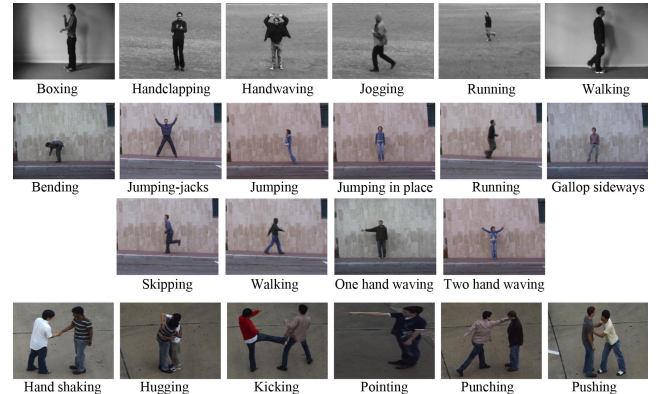 Boxing Handclapping Handwaving Jogging Running Walking
Bending Jumping-jacks Jumping Jumping in place Running Gallop sideways
Skipping Walking One hand waving Two hand waving
Hand shaking Hugging Kicking Pointing Punching Pushing